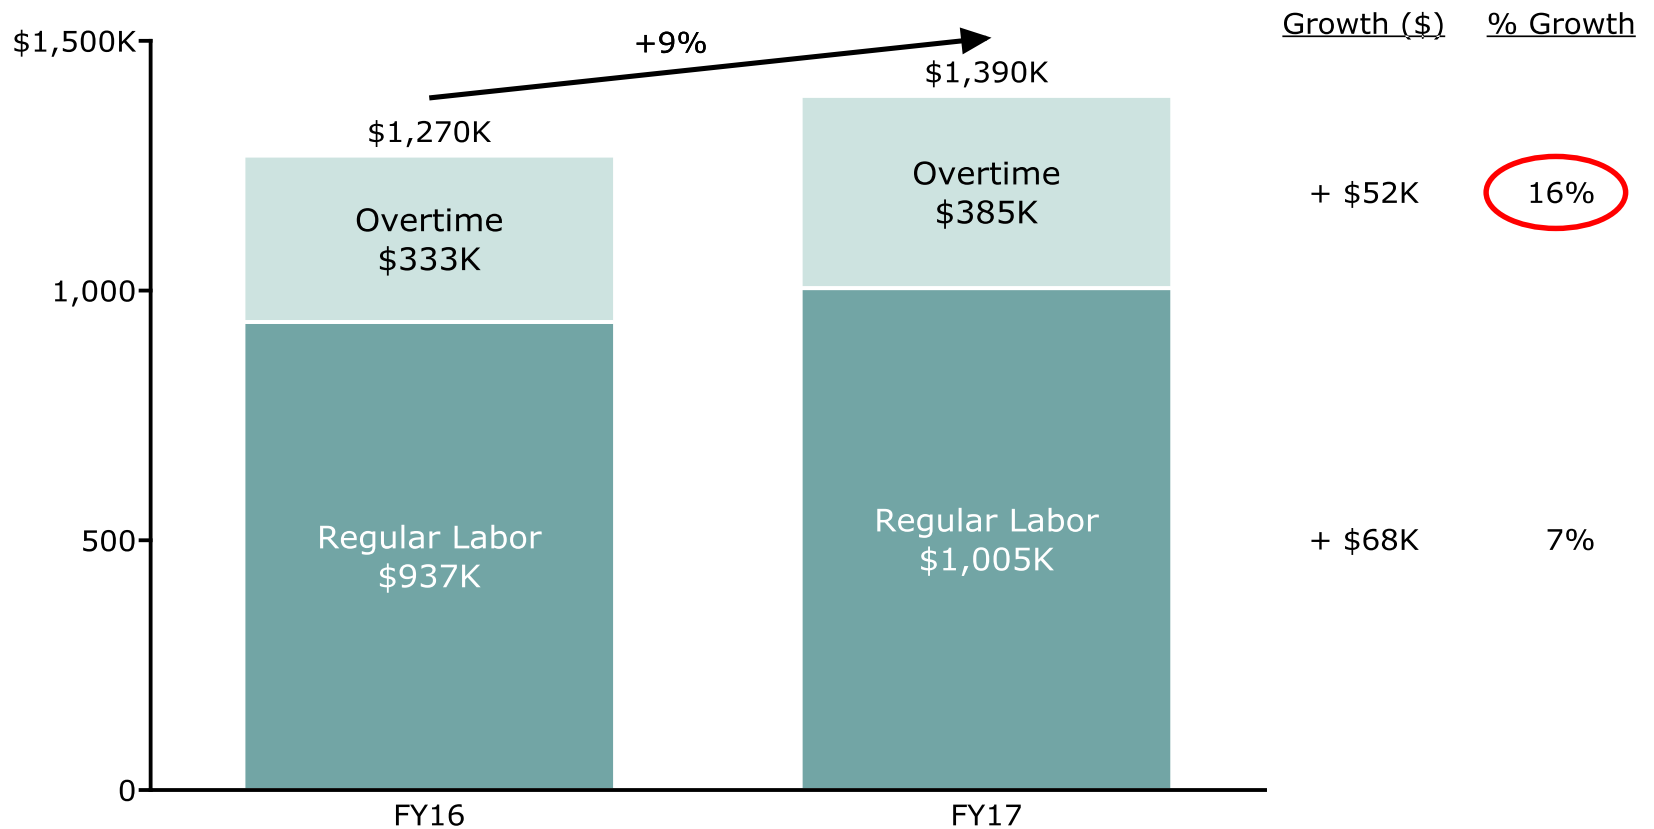 Growth ($) % Growth
$1,500K
+9%
$1,390K
$1,270K
Overtime
$385K
+ $52K 16%
Overtime
$333K
1,000
Regular Labor
$1,005K
500
Regular Labor
$937K
+ $68K 7%
0
FY16 FY17